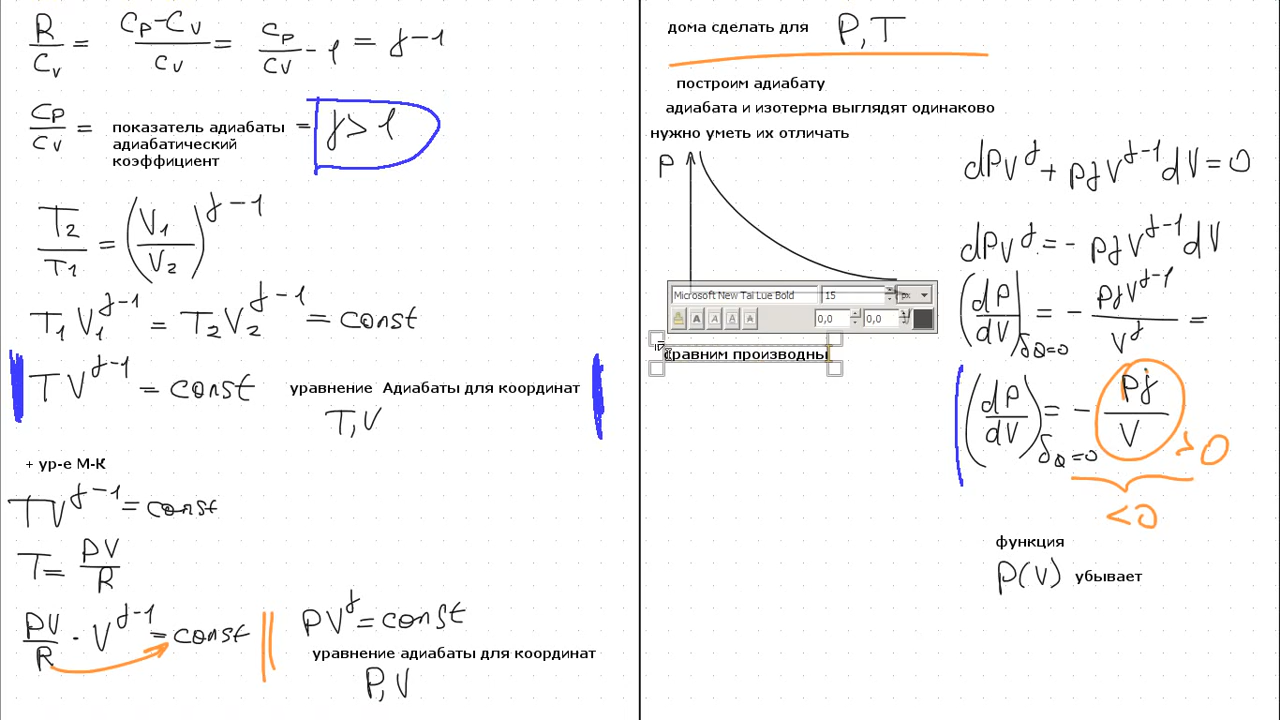 R/Cv = (Cp-Cv)/Cv = Cp/Cv - 1 = γ-1
Cp/Cv = показатель адиабаты
адиабатический
коэффициент
= γ > 1
T₂/T₁ = (V₁/V₂)^(γ-1)
T₁V₁^(γ-1) = T₂V₂^(γ-1) = const
TV^(γ-1) = const уравнение Адиабаты для координат
T,V
+ ур-е М-К
TV^(γ-1) = const
T = PV/R
PV/R · V^(γ-1) = const
PV^γ = const
уравнение адиабаты для координат
P,V
дома сделать для P,T
построим адиабату
адиабата и изотерма выглядят одинаково
нужно уметь их отличать
P
Microsoft New Tai Lue Bold 15 px
A A A A 0,0 0,0
сравним производны
dPV^γ + PγV^(γ-1)dV = 0
dPV^γ = - PγV^(γ-1)dV
(dP/dV)δQ=0 = - PγV^(γ-1)/V^γ =
(dP/dV)δQ=0 = - Pγ/V
> 0
< 0
функция
P(V) убывает